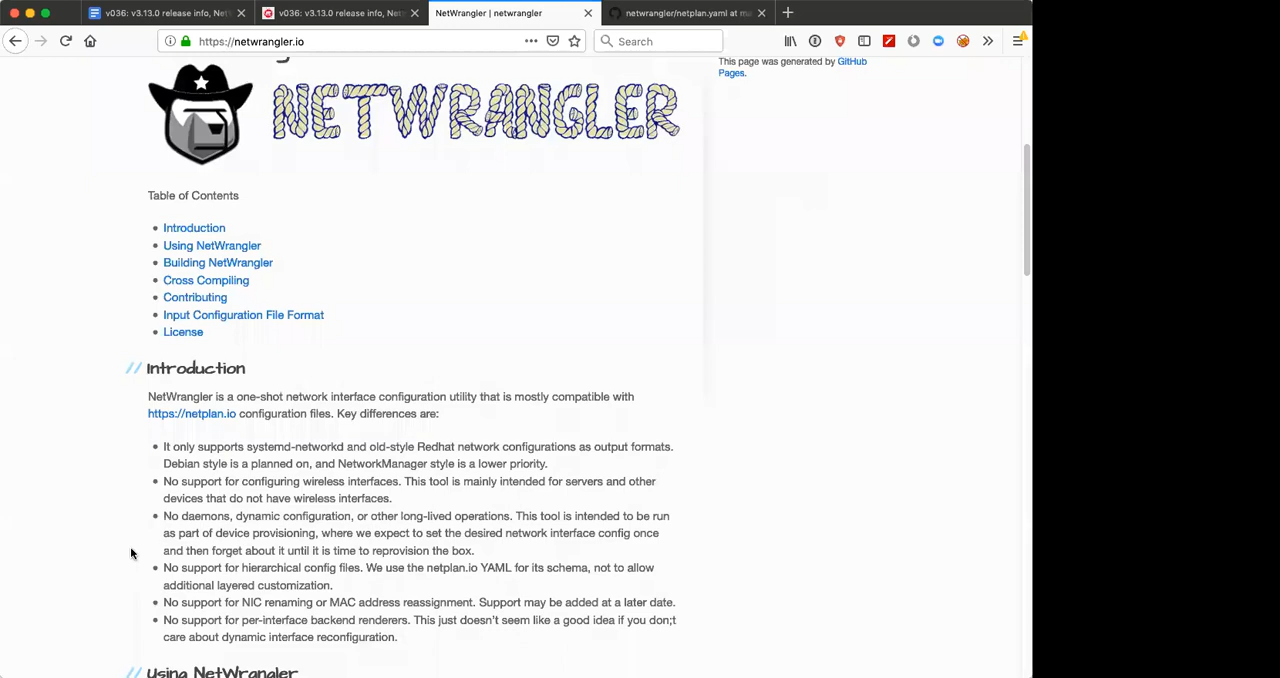 v036: v3.13.0 release info, Net
v036: v3.13.0 release info, Net
NetWrangler | netwrangler
netwrangler/netplan.yaml at ma
https://netwrangler.io
Search
This page was generated by GitHub
Pages.
NETWRANGLER
Table of Contents
Introduction
Using NetWrangler
Building NetWrangler
Cross Compiling
Contributing
Input Configuration File Format
License
// Introduction
NetWrangler is a one-shot network interface configuration utility that is mostly compatible with
https://netplan.io configuration files. Key differences are:
It only supports systemd-networkd and old-style Redhat network configurations as output formats.
Debian style is a planned on, and NetworkManager style is a lower priority.
No support for configuring wireless interfaces. This tool is mainly intended for servers and other
devices that do not have wireless interfaces.
No daemons, dynamic configuration, or other long-lived operations. This tool is intended to be run
as part of device provisioning, where we expect to set the desired network interface config once
and then forget about it until it is time to reprovision the box.
No support for hierarchical config files. We use the netplan.io YAML for its schema, not to allow
additional layered customization.
No support for NIC renaming or MAC address reassignment. Support may be added at a later date.
No support for per-interface backend renderers. This just doesn't seem like a good idea if you don;t
care about dynamic interface reconfiguration.
// Using NetWrangler